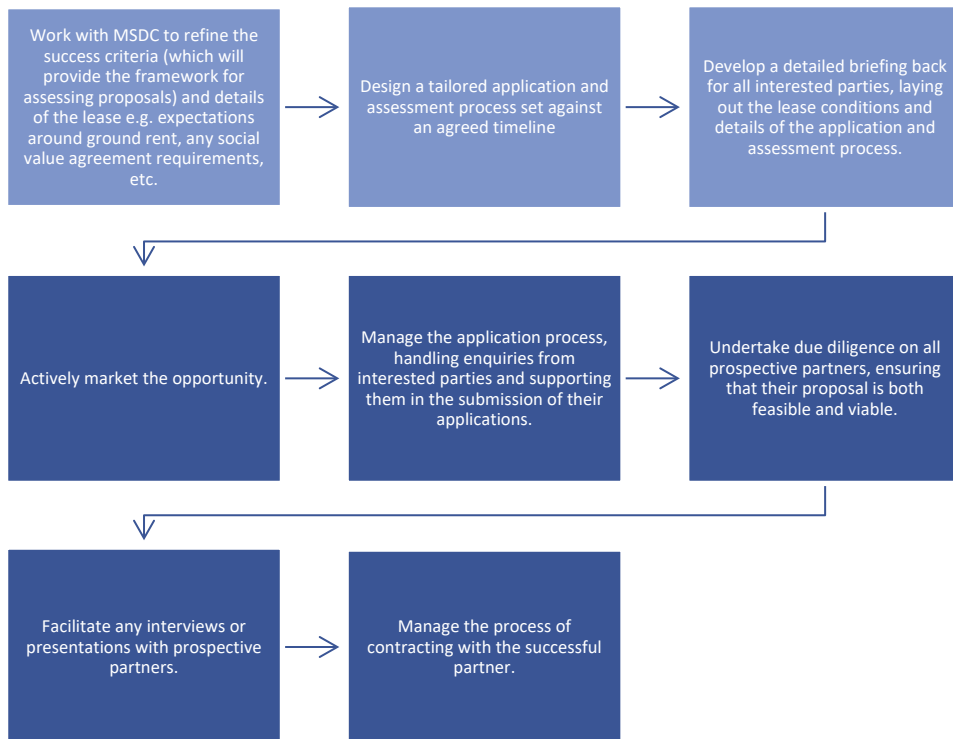 Work with MSDC to refine the
success criteria (which will
provide the framework for
assessing proposals) and details
of the lease e.g. expectations
around ground rent, any social
value agreement requirements,
etc.
Design a tailored application and
assessment process set against
an agreed timeline
Develop a detailed briefing back
for all interested parties, laying
out the lease conditions and
details of the application and
assessment process.
Actively market the opportunity.
Manage the application process,
handling enquiries from
interested parties and supporting
them in the submission of their
applications.
Undertake due diligence on all
prospective partners, ensuring
that their proposal is both
feasible and viable.
Facilitate any interviews or
presentations with prospective
partners.
Manage the process of
contracting with the successful
partner.